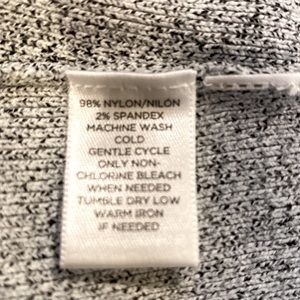 98% NYLON/NILÓN
2% SPANDEX
MACHINE WASH
COLD
GENTLE CYCLE
ONLY NON-
CHLORINE BLEACH
WHEN NEEDED
TUMBLE DRY LOW
WARM IRON
IF NEEDED